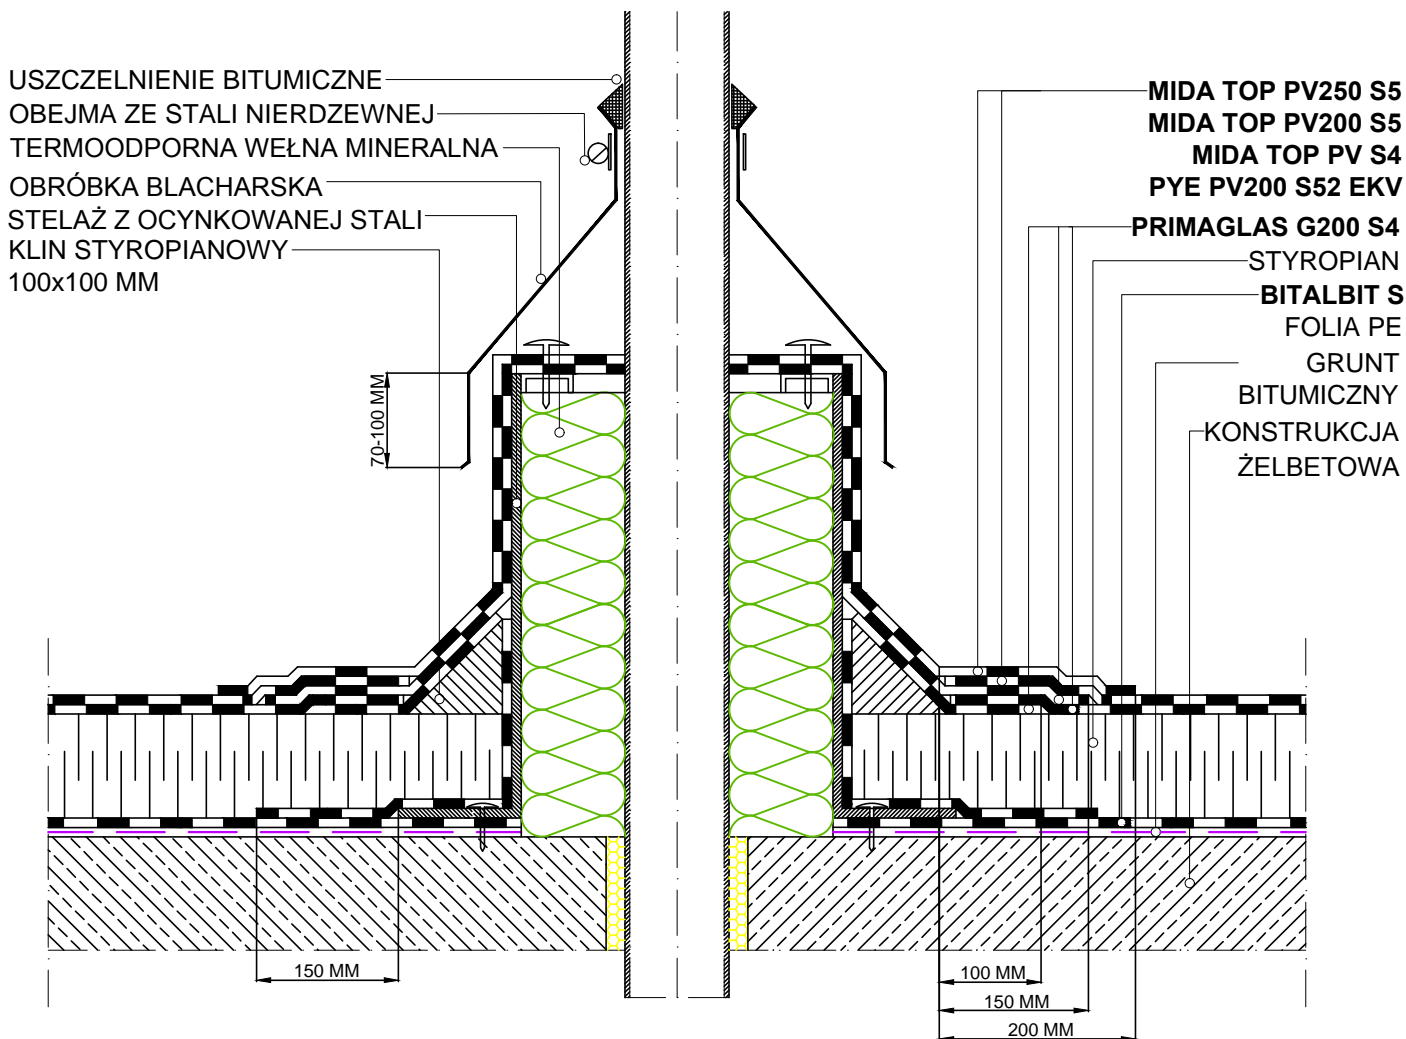 USZCZELNIENIE BITUMICZNE
OBEJMA ZE STALI NIERDZEWNEJ
TERMOODPORNA WEŁNA MINERALNA
OBRÓBKA BLACHARSKA
STELAŻ Z OCYNKOWANEJ STALI
KLIN STYROPIANOWY
100x100 MM
MIDA TOP PV250 S5
MIDA TOP PV200 S5
MIDA TOP PV S4
PYE PV200 S52 EKV
PRIMAGLAS G200 S4
STYROPIAN
BITALBIT S
FOLIA PE
GRUNT
BITUMICZNY
KONSTRUKCJA
ŻELBETOWA
70-100 MM
150 MM
100 MM
150 MM
200 MM